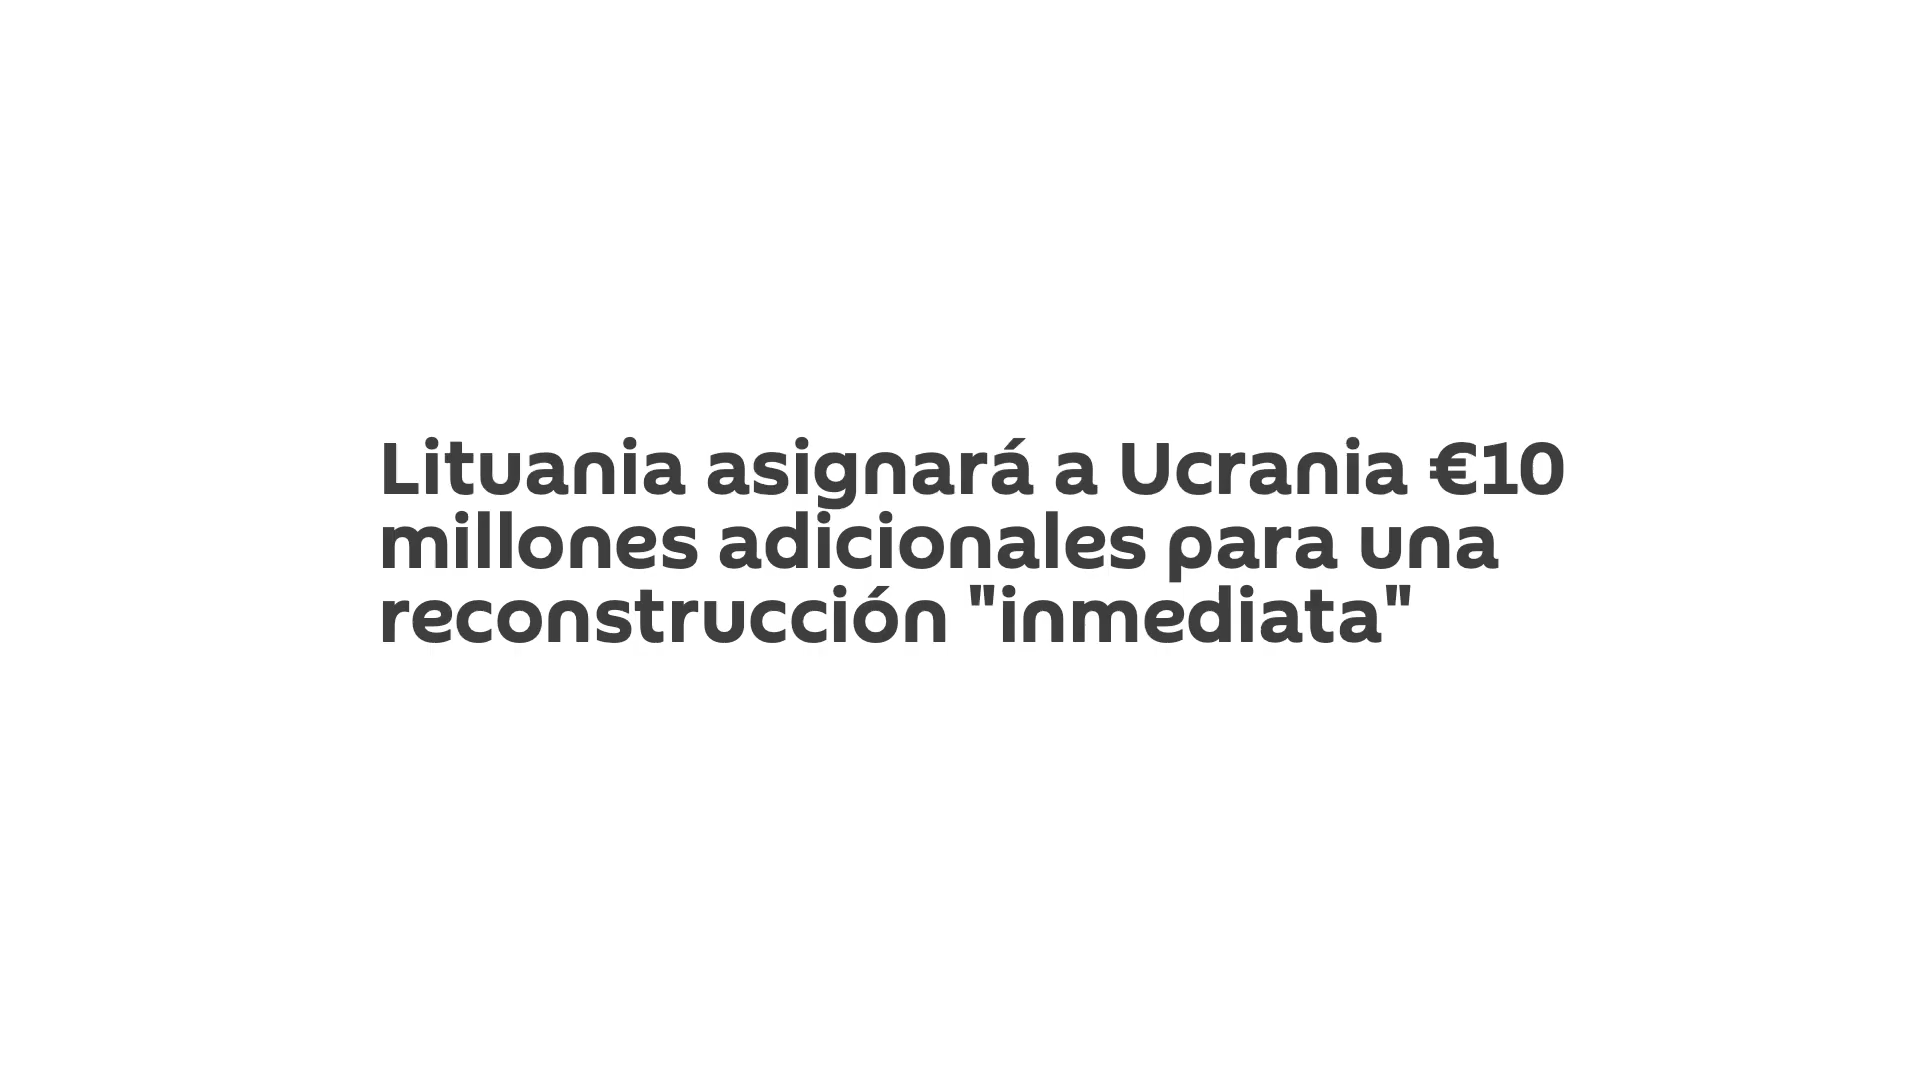 Lituania asignará a Ucrania €10
millones adicionales para una
reconstrucción "inmediata"